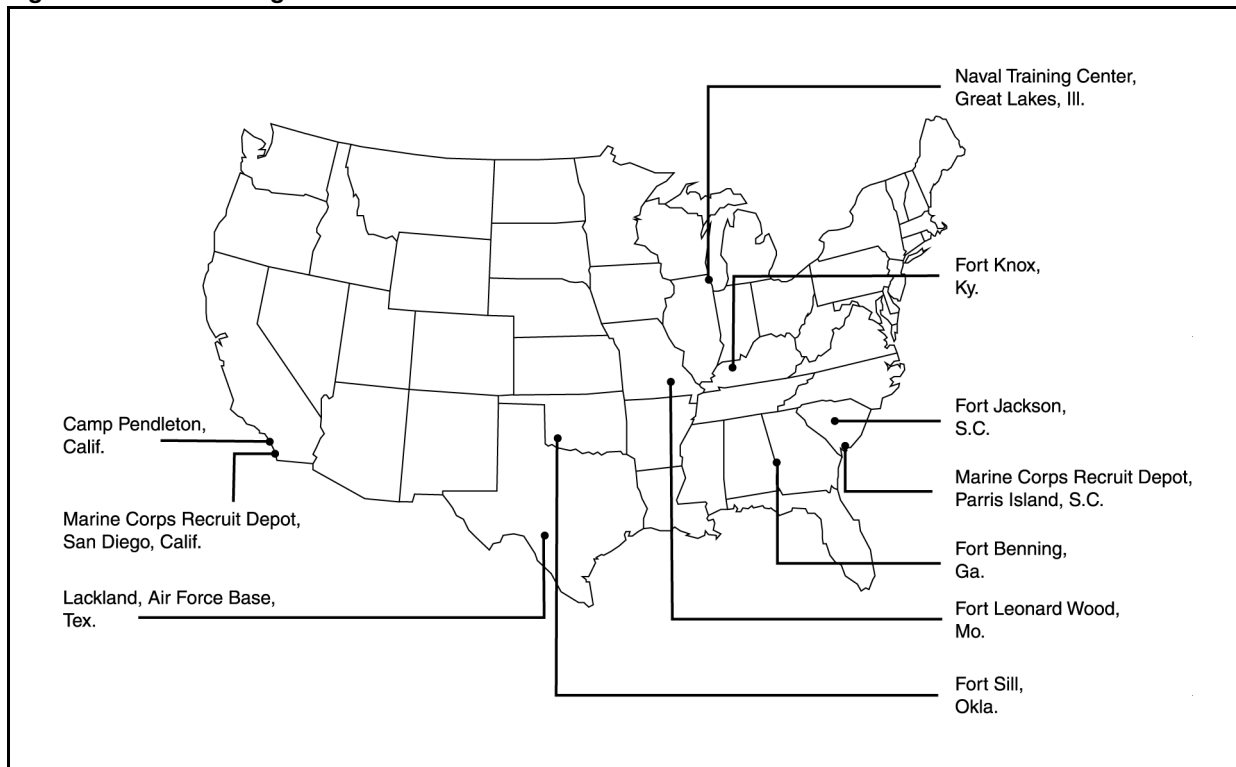 Naval Training Center,
Great Lakes, Ill.
Fort Knox,
Ky.
Fort Jackson,
S.C.
Camp Pendleton,
Calif.
Marine Corps Recruit Depot,
Parris Island, S.C.
Marine Corps Recruit Depot,
San Diego, Calif.
Fort Benning,
Ga.
Lackland, Air Force Base,
Tex.
Fort Leonard Wood,
Mo.
Fort Sill,
Okla.